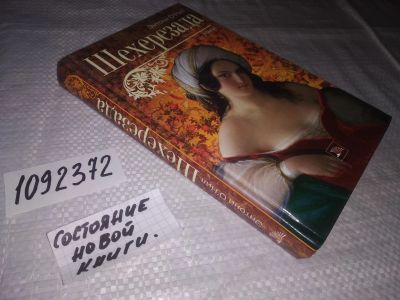 Шехерезада
Шехерезада
1092372
СОСТОЯНИЕ
НОВОЙ
КНИГИ.